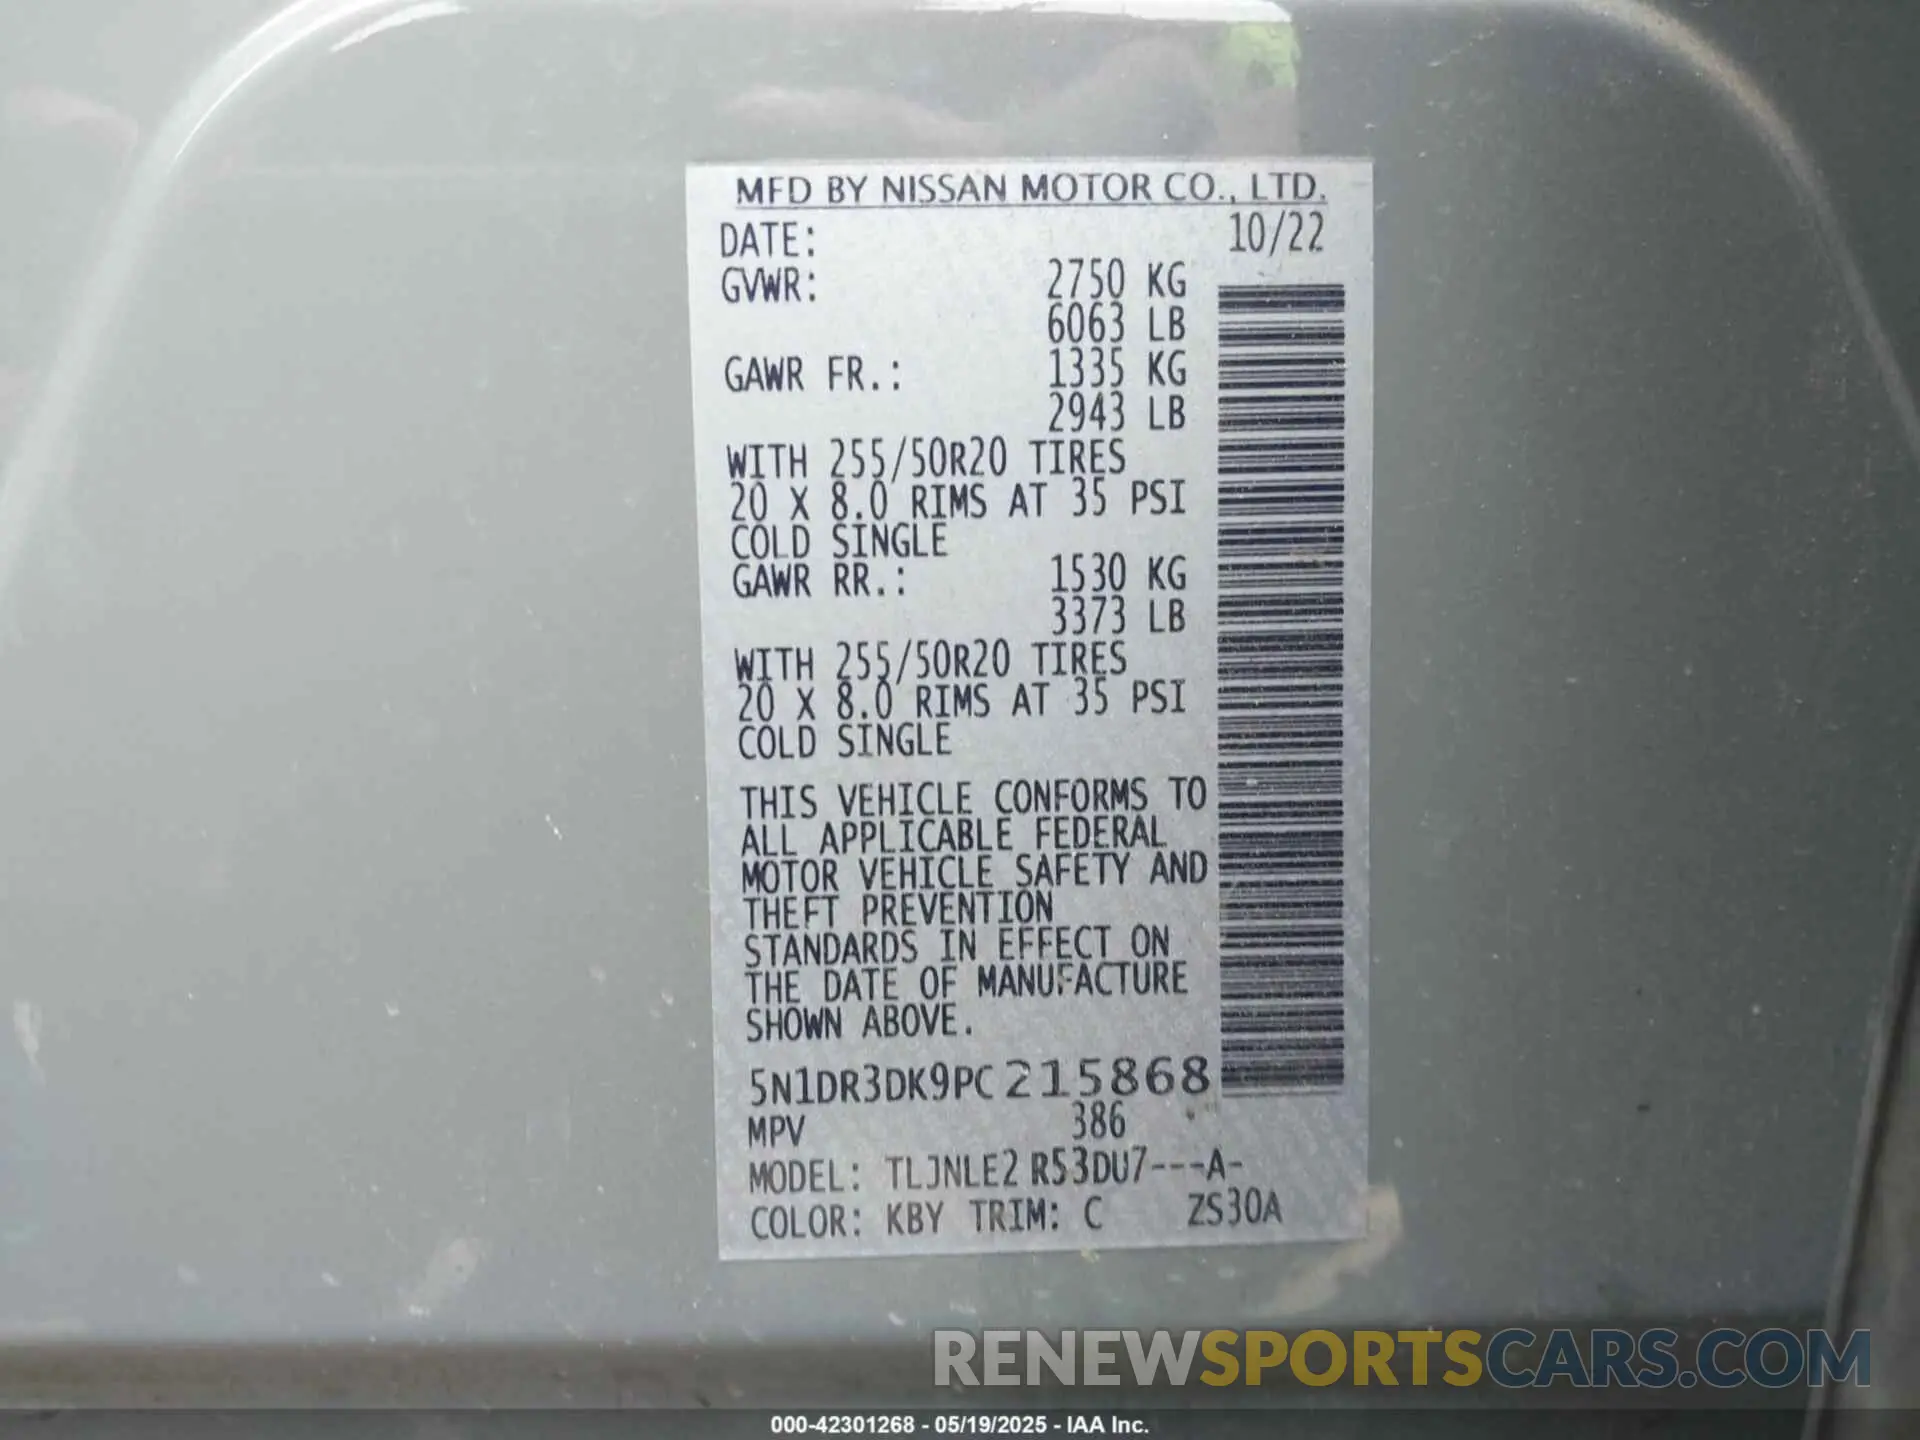 MFD BY NISSAN MOTOR CO., LTD.
DATE: 10/22
GVWR: 2750 KG
6063 LB
GAWR FR.: 1335 KG
2943 LB
WITH 255/50R20 TIRES
20 X 8.0 RIMS AT 35 PSI
COLD SINGLE
GAWR RR.: 1530 KG
3373 LB
WITH 255/50R20 TIRES
20 X 8.0 RIMS AT 35 PSI
COLD SINGLE
THIS VEHICLE CONFORMS TO
ALL APPLICABLE FEDERAL
MOTOR VEHICLE SAFETY AND
THEFT PREVENTION
STANDARDS IN EFFECT ON
THE DATE OF MANUFACTURE
SHOWN ABOVE.
5N1DR3DK9PC215868
MPV 386
MODEL: TLJNLE2 R53DU7---A-
COLOR: KBY TRIM: C ZS30A
RENEWSPORTSCARS.COM
000-42301268 - 05/19/2025 - IAA Inc.